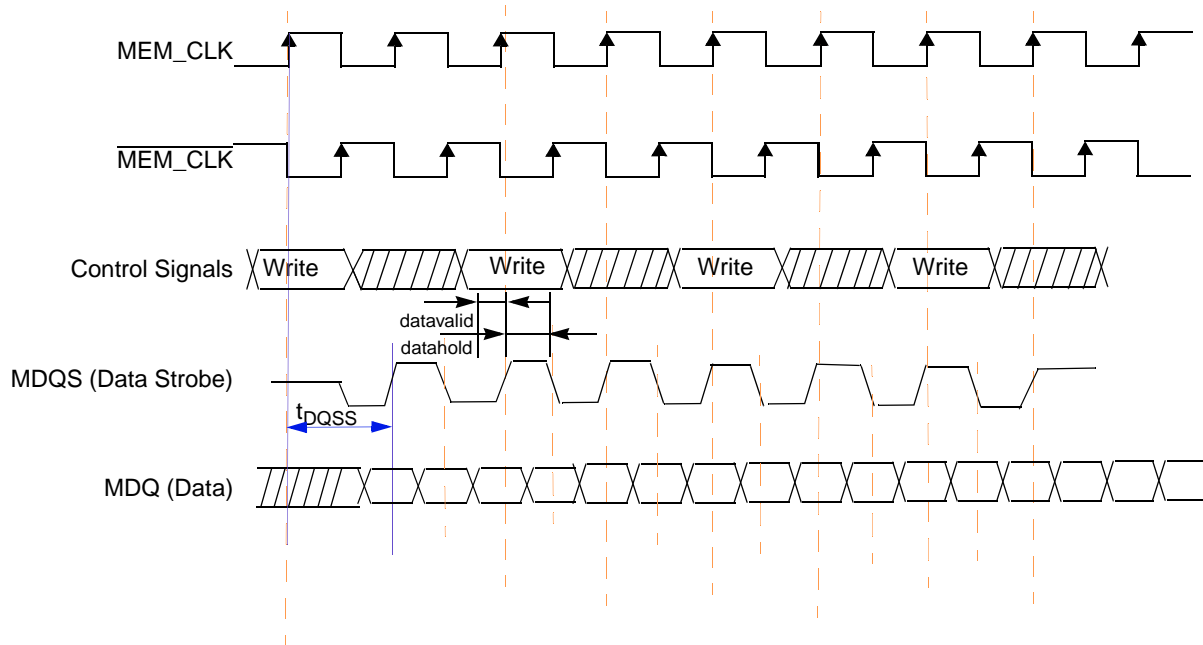 MEM_CLK
MEM_CLK
Control Signals Write Write Write Write
datavalid
datahold
MDQS (Data Strobe)
tDQSS
MDQ (Data)